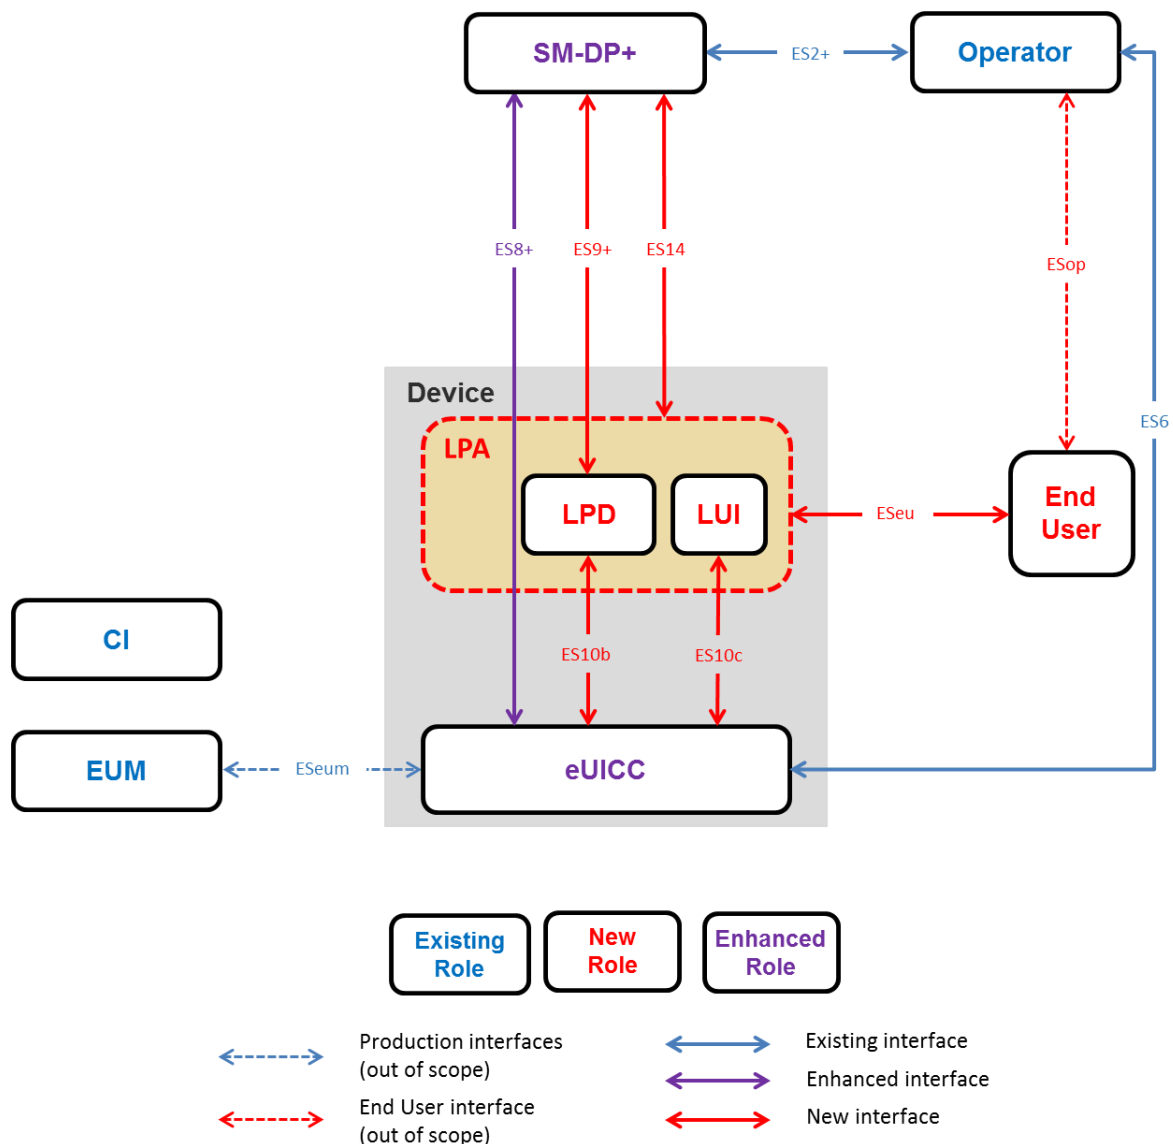 SM-DP+
ES2+
Operator
ES8+
ES9+
ES14
ESop
Device
ES6
LPA
LPD
LUI
ESeu
End
User
CI
ES10b
ES10c
EUM
ESeum
eUICC
Existing
Role
New
Role
Enhanced
Role
Production interfaces
(out of scope)
Existing interface
Enhanced interface
End User interface
(out of scope)
New interface